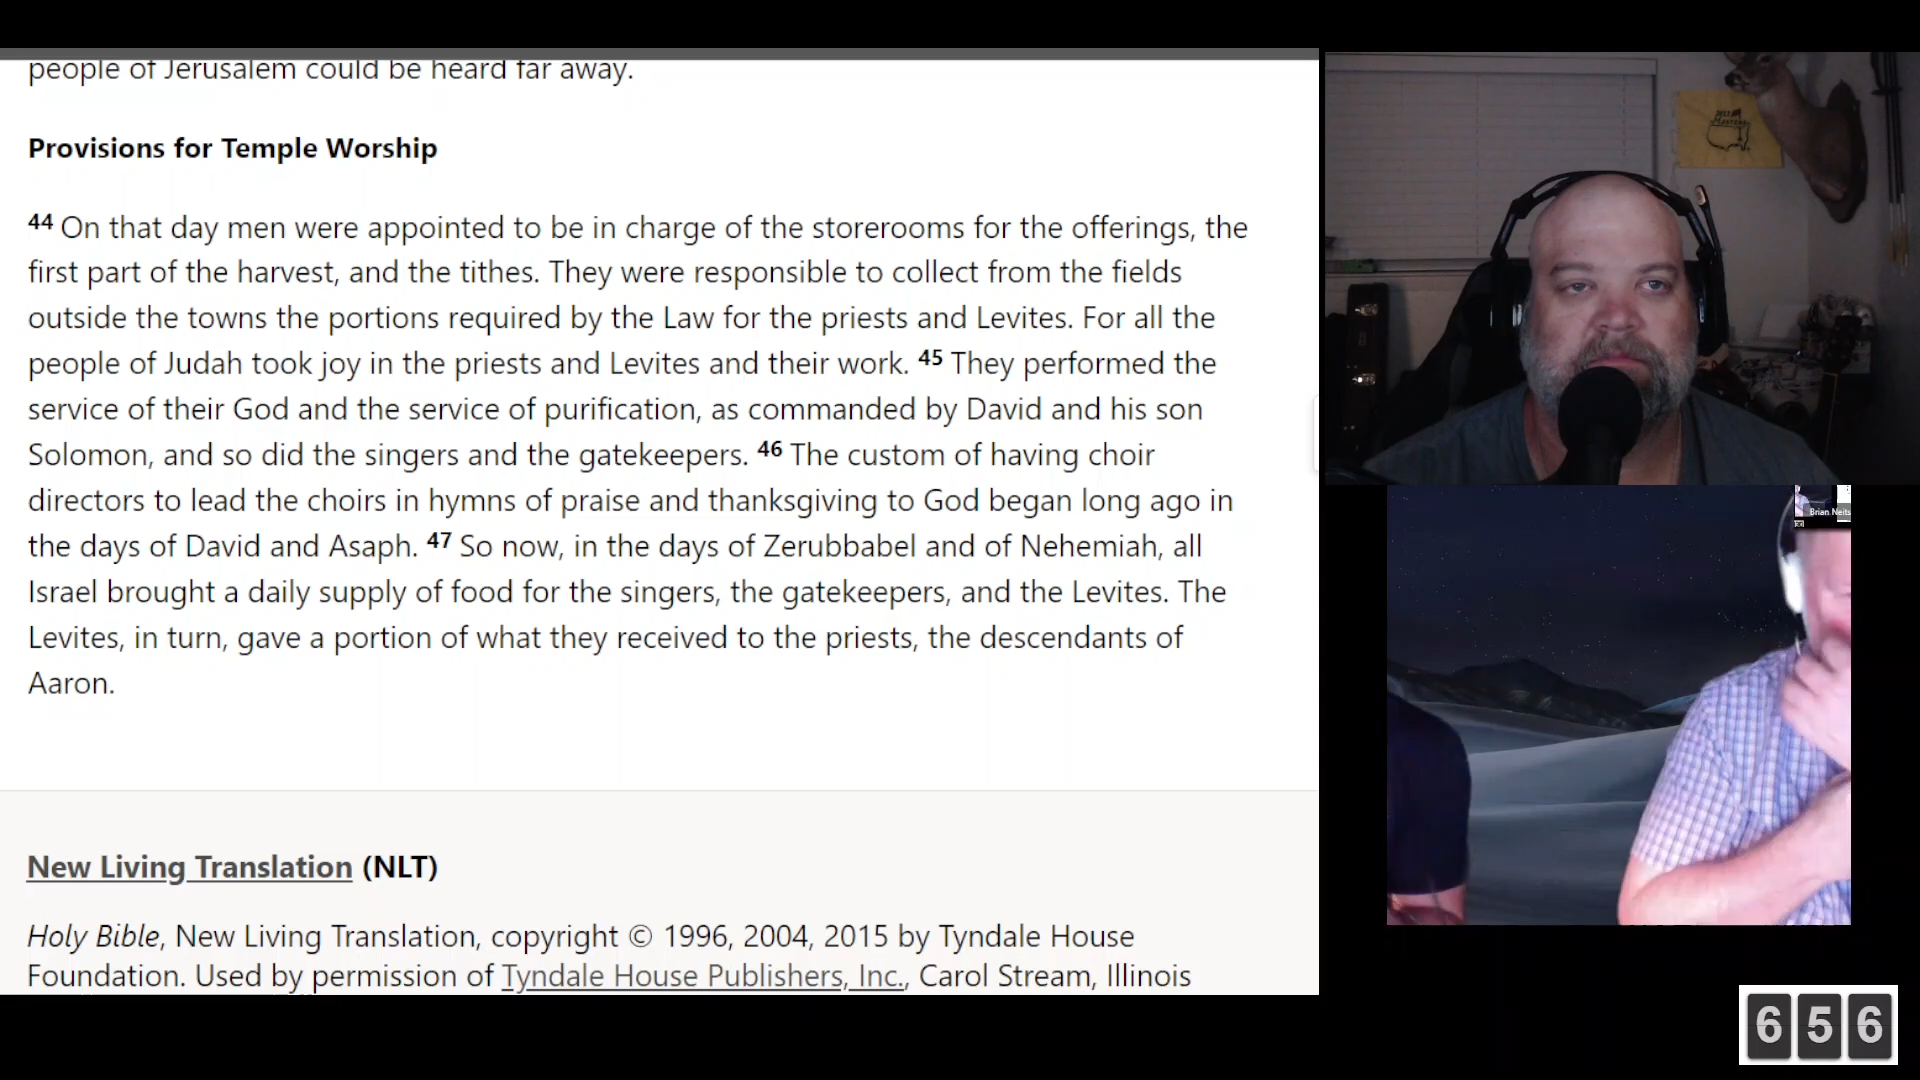 people of Jerusalem could be heard far away.
Provisions for Temple Worship
44 On that day men were appointed to be in charge of the storerooms for the offerings, the
first part of the harvest, and the tithes. They were responsible to collect from the fields
outside the towns the portions required by the Law for the priests and Levites. For all the
people of Judah took joy in the priests and Levites and their work. 45 They performed the
service of their God and the service of purification, as commanded by David and his son
Solomon, and so did the singers and the gatekeepers. 46 The custom of having choir
directors to lead the choirs in hymns of praise and thanksgiving to God began long ago in
the days of David and Asaph. 47 So now, in the days of Zerubbabel and of Nehemiah, all
Israel brought a daily supply of food for the singers, the gatekeepers, and the Levites. The
Levites, in turn, gave a portion of what they received to the priests, the descendants of
Aaron.
New Living Translation (NLT)
Holy Bible, New Living Translation, copyright © 1996, 2004, 2015 by Tyndale House
Foundation. Used by permission of Tyndale House Publishers, Inc., Carol Stream, Illinois
Masters
Brian Neits
656